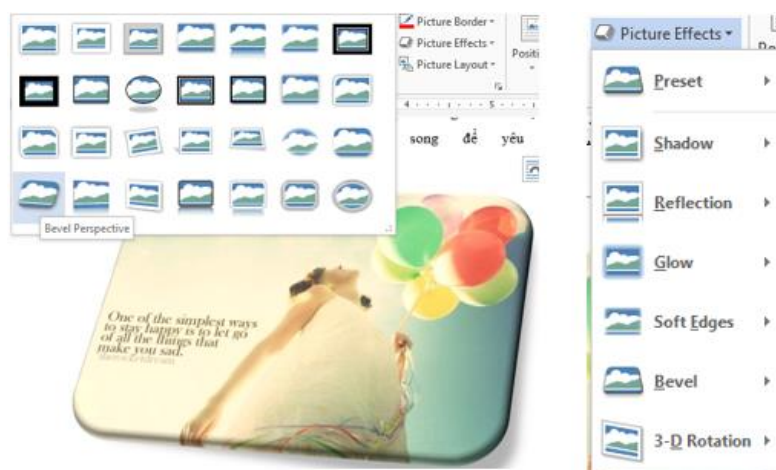 Picture Border
Picture Effects
Picture Layout
4 5
song để yêu
Bevel Perspective
One of the simplest ways
to stay happy is to let go
of all the things that
make you sad.
Picture Effects
Preset
Shadow
Reflection
Glow
Soft Edges
Bevel
3-D Rotation